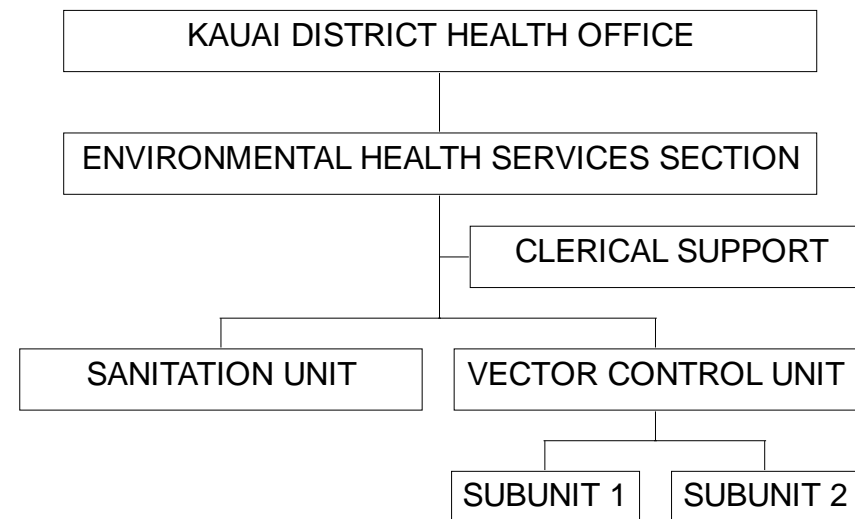 KAUAI DISTRICT HEALTH OFFICE
ENVIRONMENTAL HEALTH SERVICES SECTION
CLERICAL SUPPORT
SANITATION UNIT
VECTOR CONTROL UNIT
SUBUNIT 1
SUBUNIT 2